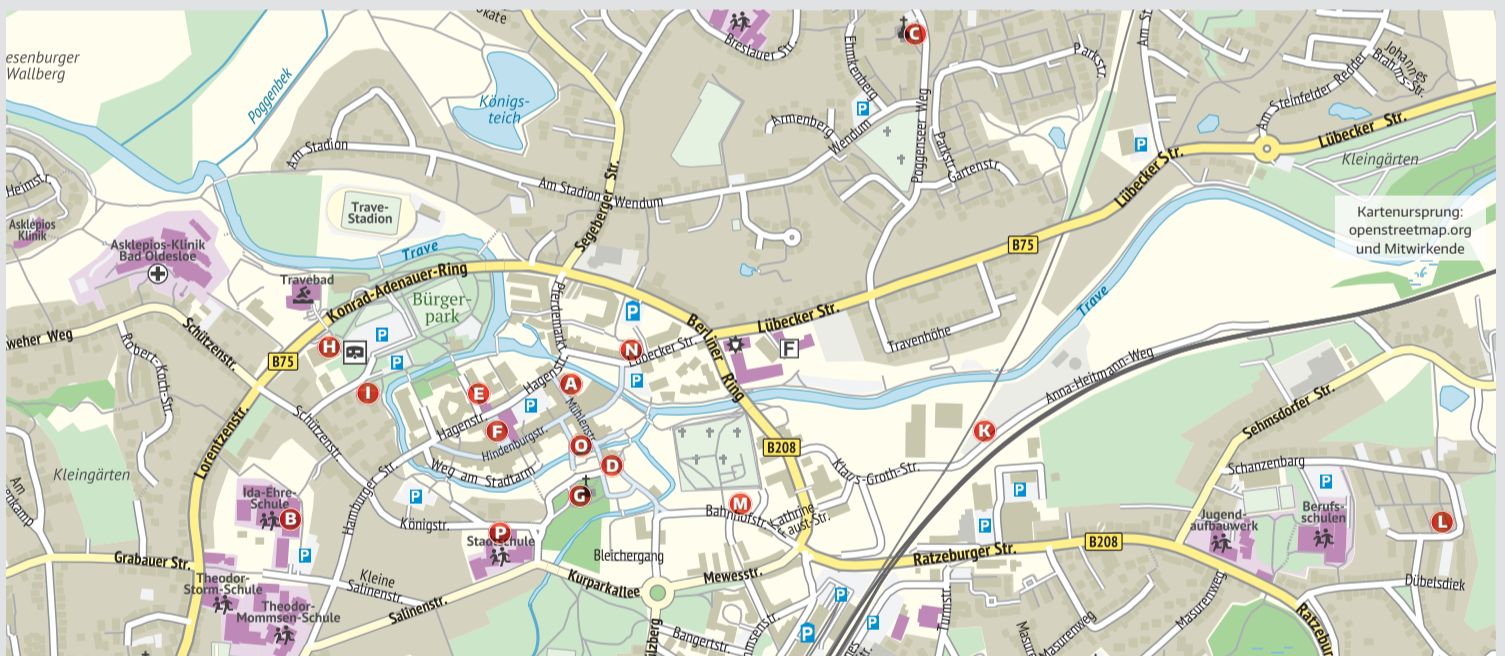 esenburger
Wallberg
Poggenbek
Königs-
teich
Breslauer Str.
Ehmkenberg
C
Parkstr.
Am St
Johannes
Brahms-Str.
Am Steinfelder Redder
Lübecker Str.
Kleingärten
P
P
Armenberg
Wendum
Poggenseer Weg
Parkstr.
Gartenstr.
Lübecker Str.
Am Stadion
Am Stadion
Wendum
Segeberger Str.
Heimstr.
Asklepios
Klinik
Trave-
Stadion
Asklepios-Klinik
Bad Oldesloe
Trave
Kartenursprung:
openstreetmap.org
und Mitwirkende
B75
Travebad
Konrad-Adenauer-Ring
Bürger-
park
Pferdemarkt
P
Berliner Ring
Lübecker Str.
Travenhöhe
Trave
weher Weg
Schützenstr.
Robert-Koch-Str.
B75
H
P
P
I
N
Lübecker Str.
P
F
Anna-Heitmann-Weg
E
Hagenstr.
A
P
Mühlenstr.
Hagenstr.
F
Hindenburgstr.
O
D
Weg am Stadtarm
G
Lorentzenstr.
Schützenstr.
Hamburger Str.
Kleingärten
Am
enkamp
B208
K
Klaus-Groth-Str.
Sehmsdorfer Str.
Schanzenbarg
P
Ida-Ehre-
Schule
B
P
P
Königstr.
P
Stadtschule
M
Bahnhofstr.
P
P
Jugend-
aufbauwerk
Berufs-
schulen
L
Grabauer Str.
Bleichergang
Kurparkallee
Mewesstr.
Ratzeburger Str.
B208
Theodor-
Storm-Schule
Theodor-
Mommsen-Schule
Kleine
Salinenstr.
Salinenstr.
Bangertstr.
P
P
P
Turmstr.
Masurenweg
Masurenweg
Dübelsdiek
Ratzebur